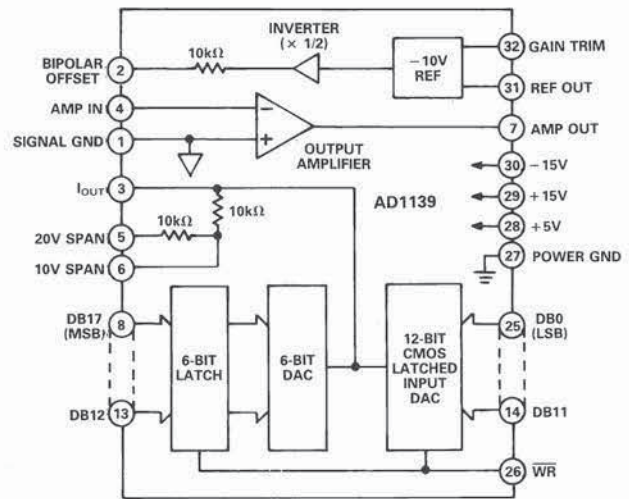 INVERTER
(× 1/2)
10kΩ
BIPOLAR
OFFSET
2
−10V
REF
32
GAIN TRIM
31
REF OUT
AMP IN
4
SIGNAL GND
1
−
+
OUTPUT
AMPLIFIER
7
AMP OUT
30
−15V
29
+15V
28
+5V
27
POWER GND
AD1139
IOUT
3
10kΩ
10kΩ
20V SPAN
5
10V SPAN
6
DB17
(MSB)
8
6-BIT
LATCH
6-BIT
DAC
12-BIT
CMOS
LATCHED
INPUT
DAC
25
DB0
(LSB)
DB12
13
14
DB11
26
WR